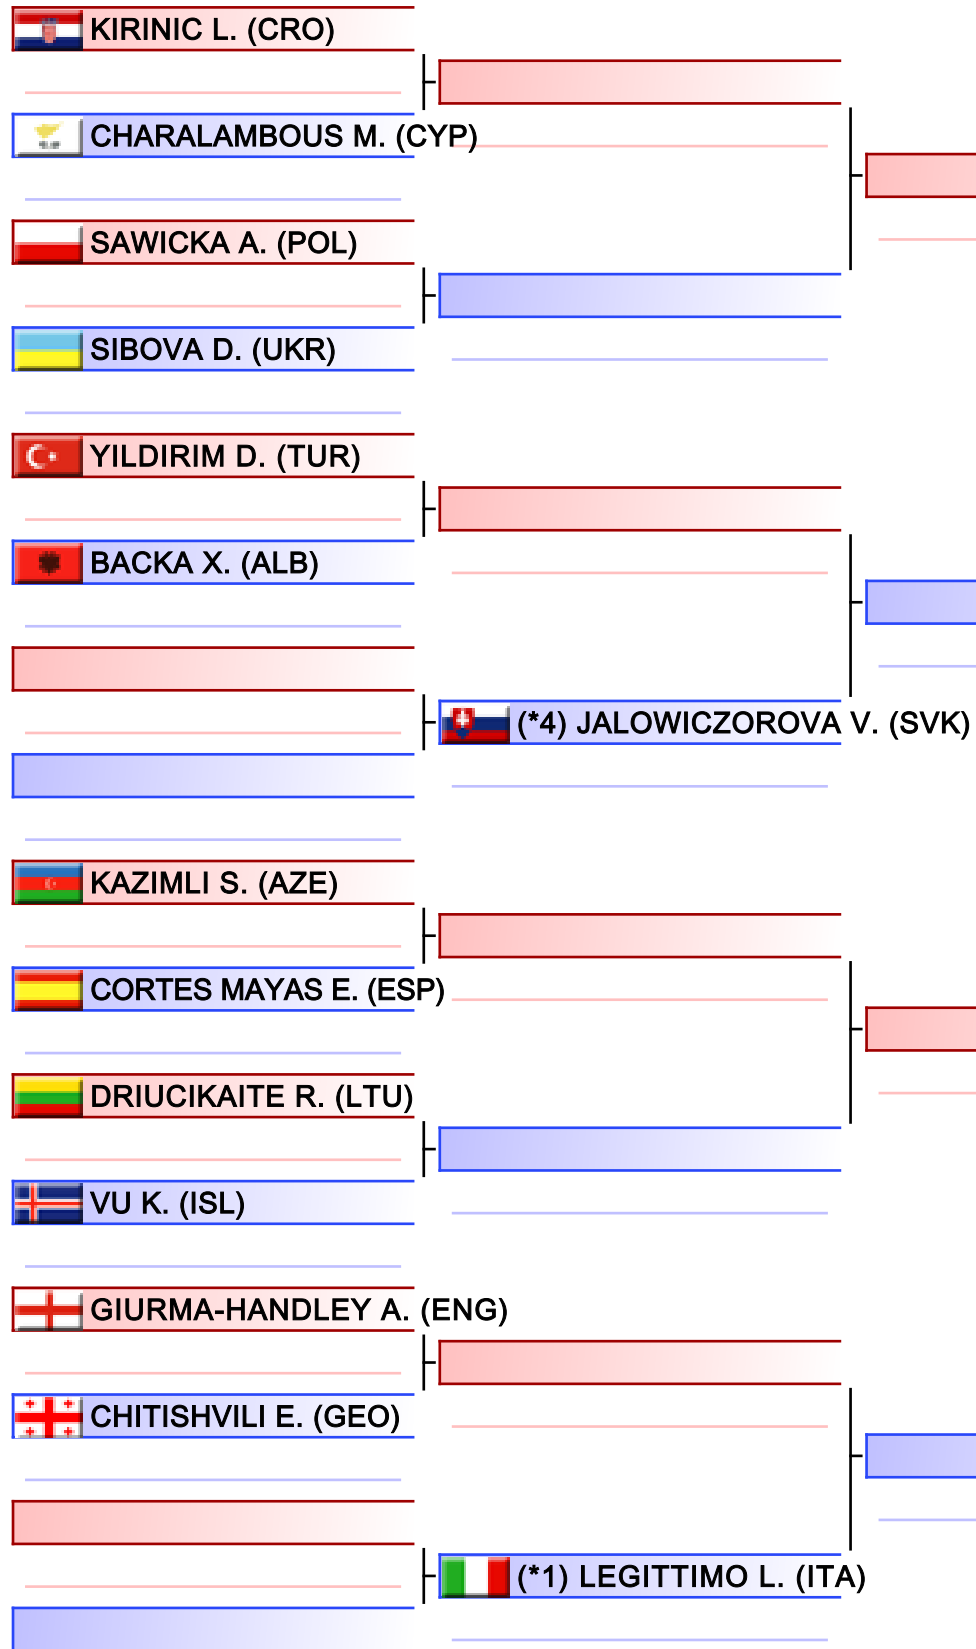 KIRINIC L. (CRO)
CHARALAMBOUS M. (CYP)
SAWICKA A. (POL)
SIBOVA D. (UKR)
YILDIRIM D. (TUR)
BACKA X. (ALB)
(*4) JALOWICZOROVA V. (SVK)
KAZIMLI S. (AZE)
CORTES MAYAS E. (ESP)
DRIUCIKAITE R. (LTU)
VU K. (ISL)
GIURMA-HANDLEY A. (ENG)
CHITISHVILI E. (GEO)
(*1) LEGITTIMO L. (ITA)